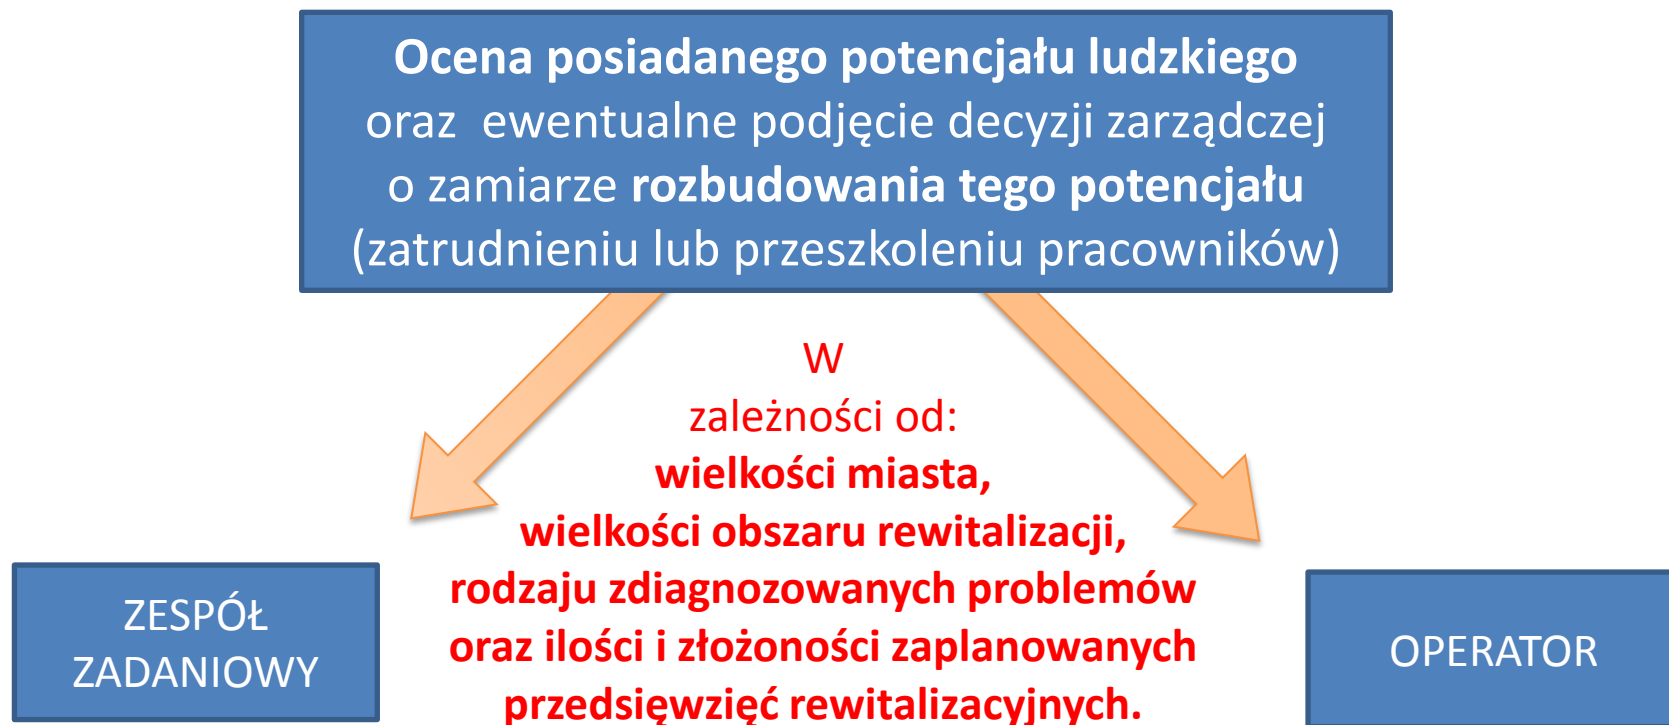 Ocena posiadanego potencjału ludzkiego
oraz ewentualne podjęcie decyzji zarządczej
o zamiarze rozbudowania tego potencjału
(zatrudnieniu lub przeszkoleniu pracowników)
W
zależności od:
wielkości miasta,
wielkości obszaru rewitalizacji,
rodzaju zdiagnozowanych problemów
oraz ilości i złożoności zaplanowanych
przedsięwzięć rewitalizacyjnych.
ZESPÓŁ
ZADANIOWY
OPERATOR